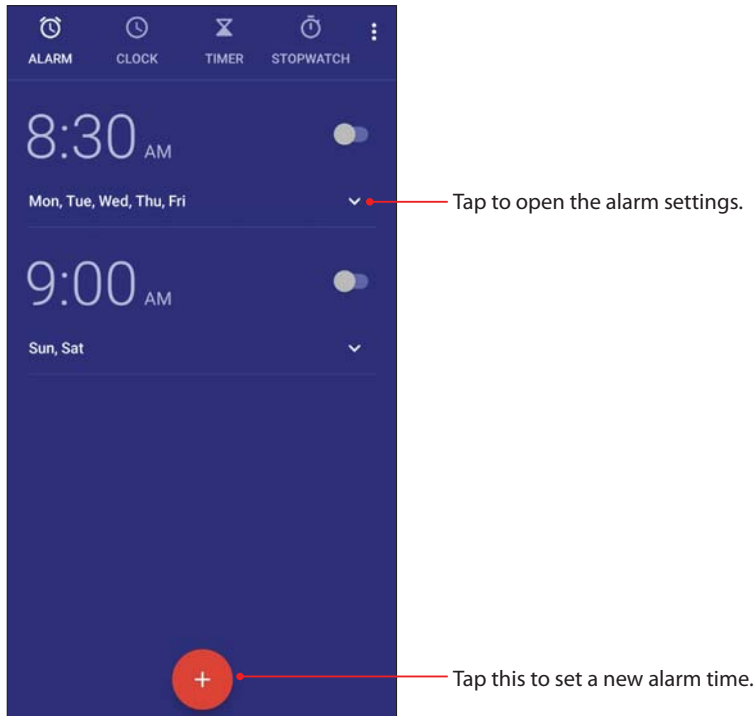 ALARM CLOCK TIMER STOPWATCH
8:30 AM
Mon, Tue, Wed, Thu, Fri
Tap to open the alarm settings.
9:00 AM
Sun, Sat
+
Tap this to set a new alarm time.